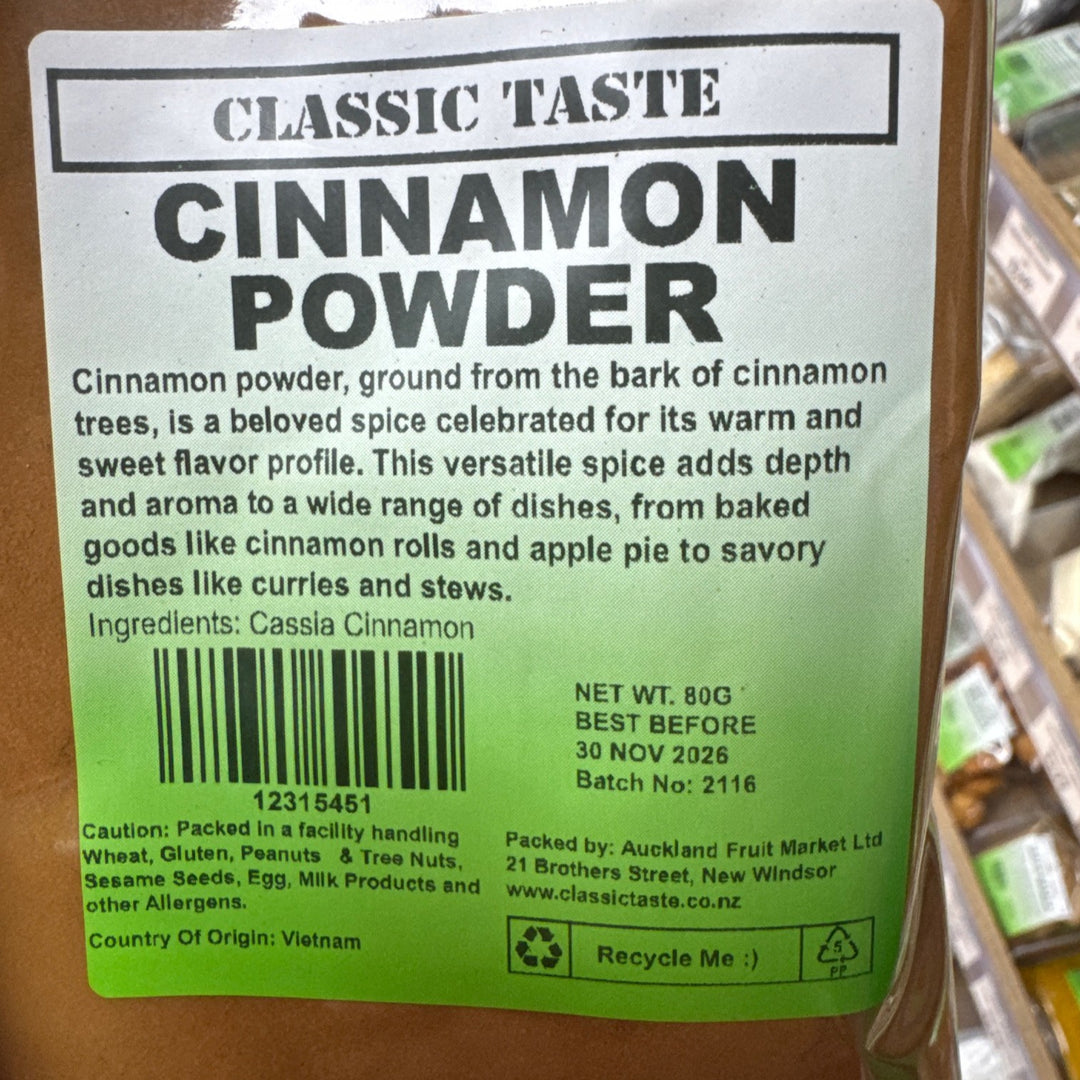 CLASSIC TASTE
CINNAMON
POWDER
Cinnamon powder, ground from the bark of cinnamon
trees, is a beloved spice celebrated for its warm and
sweet flavor profile. This versatile spice adds depth
and aroma to a wide range of dishes, from baked
goods like cinnamon rolls and apple pie to savory
dishes like curries and stews.
Ingredients: Cassia Cinnamon
12315451
NET WT. 80G
BEST BEFORE
30 NOV 2026
Batch No: 2116
Caution: Packed in a facility handling
Wheat, Gluten, Peanuts & Tree Nuts,
Sesame Seeds, Egg, Milk Products and
other Allergens.
Country Of Origin: Vietnam
Packed by: Auckland Fruit Market Ltd
21 Brothers Street, New Windsor
www.classictaste.co.nz
Recycle Me :)
5
PP